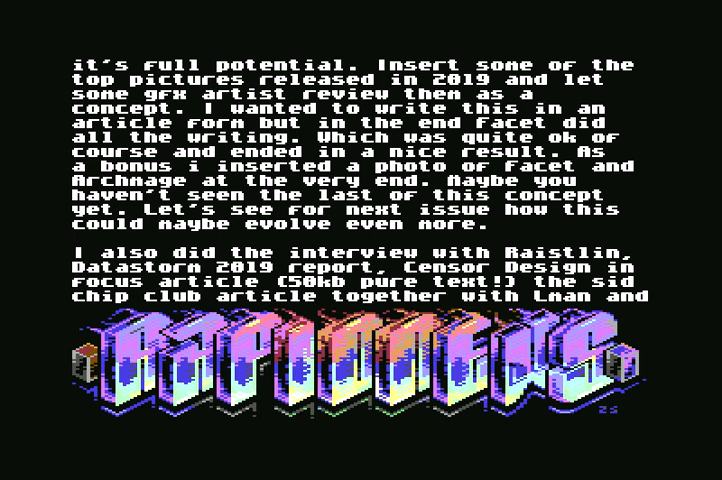 it's full potential. Insert some of the
top pictures released in 2019 and let
some gfx artist review them as a
concept. I wanted to write this in an
article form but in the end facet did
all the writing. Which was quite ok of
course and ended in a nice result. As
a bonus i inserted a photo of Facet and
Archmage at the very end. Maybe you
haven't seen the last of this concept
yet. Let's see for next issue how this
could maybe evolve even more.
I also did the interview with Raistlin,
Datastorm 2019 report, Censor Design in
focus article (50kb pure text!) the sid
chip club article together with Lman and